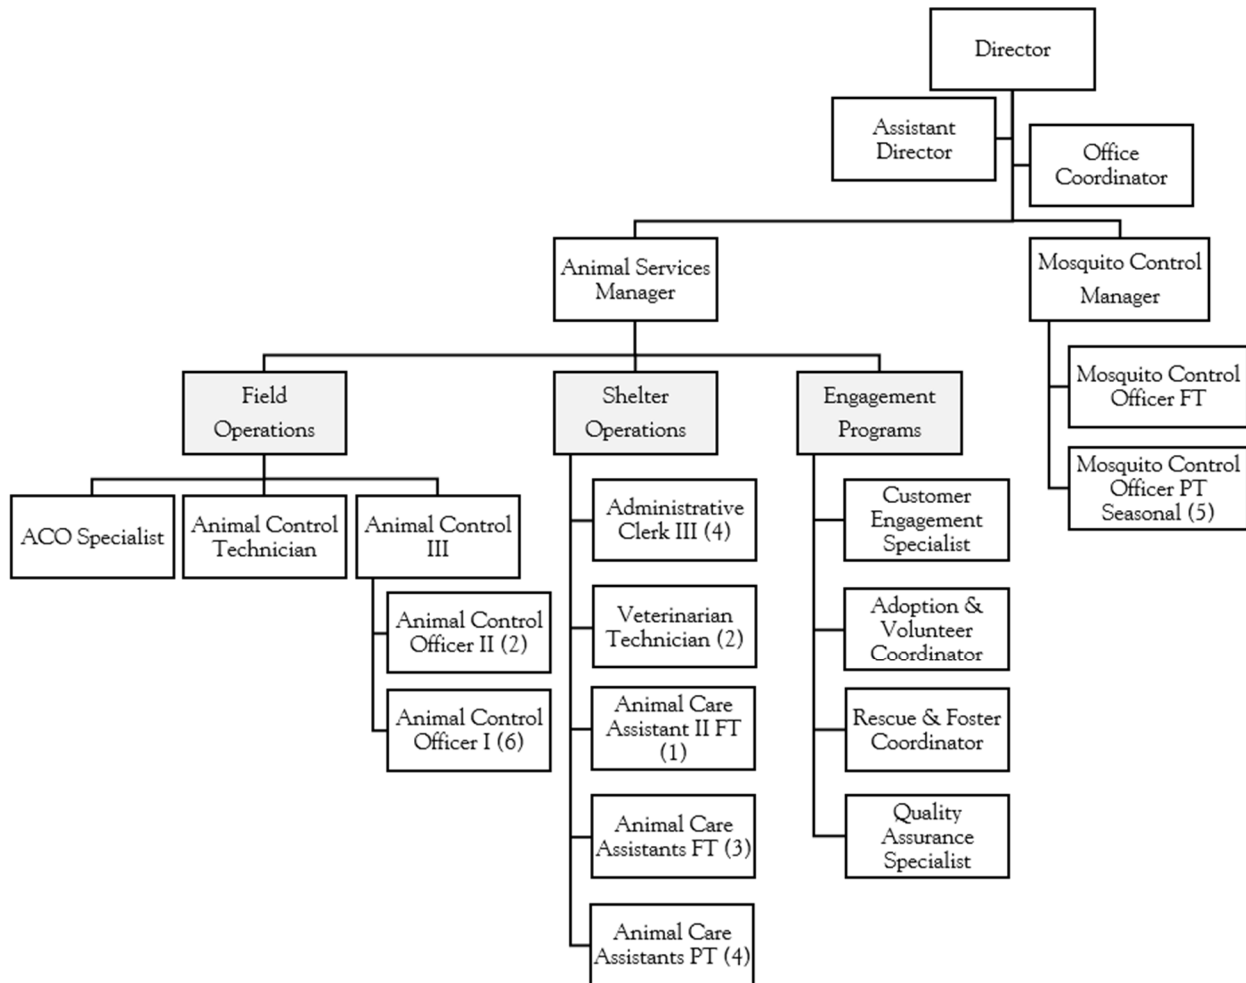 Director
Assistant
Director
Office
Coordinator
Animal Services
Manager
Mosquito Control
Manager
Field
Operations
Shelter
Operations
Engagement
Programs
Mosquito Control
Officer FT
Mosquito Control
Officer PT
Seasonal (5)
ACO Specialist
Animal Control
Technician
Animal Control
III
Animal Control
Officer II (2)
Animal Control
Officer I (6)
Administrative
Clerk III (4)
Veterinarian
Technician (2)
Animal Care
Assistant II FT
(1)
Animal Care
Assistants FT (3)
Animal Care
Assistants PT (4)
Customer
Engagement
Specialist
Adoption &
Volunteer
Coordinator
Rescue & Foster
Coordinator
Quality
Assurance
Specialist